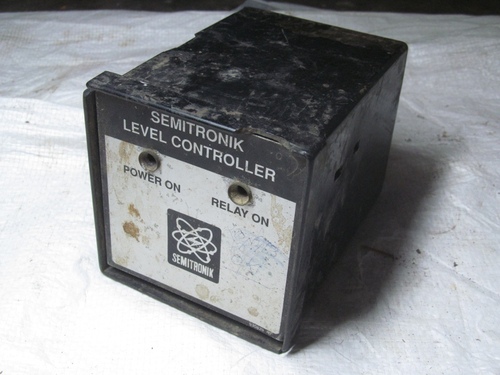 SEMITRONIK
LEVEL CONTROLLER
POWER ON
RELAY ON
SEMITRONIK